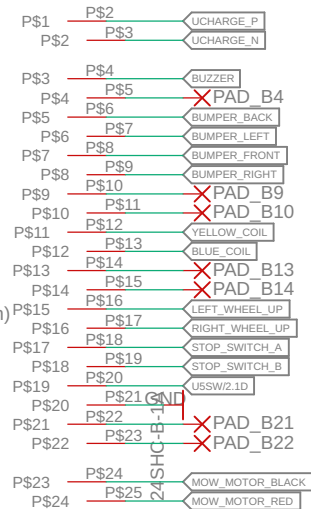 P$1 P$2 UCHARGE_P
P$2 P$3 UCHARGE_N
P$3 P$4 BUZZER
P$4 P$5 PAD_B4
P$5 P$6 BUMPER_BACK
P$6 P$7 BUMPER_LEFT
P$7 P$8 BUMPER_FRONT
P$8 P$9 BUMPER_RIGHT
P$9 P$10 PAD_B9
P$10 P$11 PAD_B10
P$11 P$12 YELLOW_COIL
P$12 P$13 BLUE_COIL
P$13 P$14 PAD_B13
P$14 P$15 PAD_B14
P$15 P$16 LEFT_WHEEL_UP
P$16 P$17 RIGHT_WHEEL_UP
P$17 P$18 STOP_SWITCH_A
P$18 P$19 STOP_SWITCH_B
P$19 P$20 U5SW/2.1D
P$20 P$21 GND
P$21 P$22 PAD_B21
P$22 P$23 PAD_B22
P$23 P$24 MOW_MOTOR_BLACK
P$24 P$25 MOW_MOTOR_RED